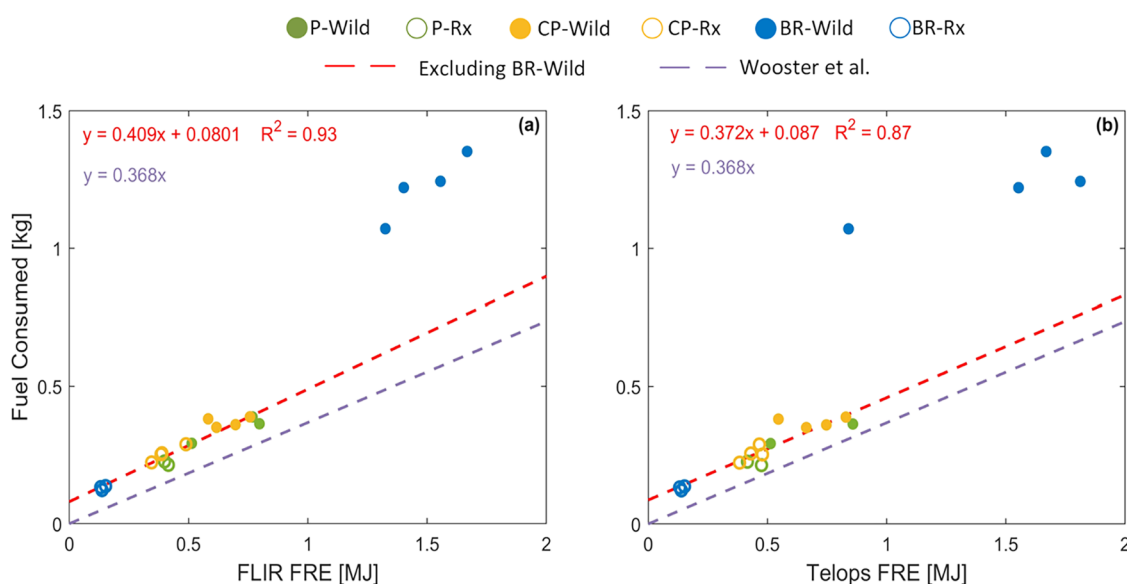 P-Wild P-Rx CP-Wild CP-Rx BR-Wild BR-Rx
Excluding BR-Wild Wooster et al.
y = 0.409x + 0.0801 R² = 0.93 (a)
y = 0.368x
y = 0.372x + 0.087 R² = 0.87 (b)
y = 0.368x
Fuel Consumed [kg]
1.5
1
0.5
0
0 0.5 1 1.5 2
FLIR FRE [MJ]
1.5
1
0.5
0
0 0.5 1 1.5 2
Telops FRE [MJ]